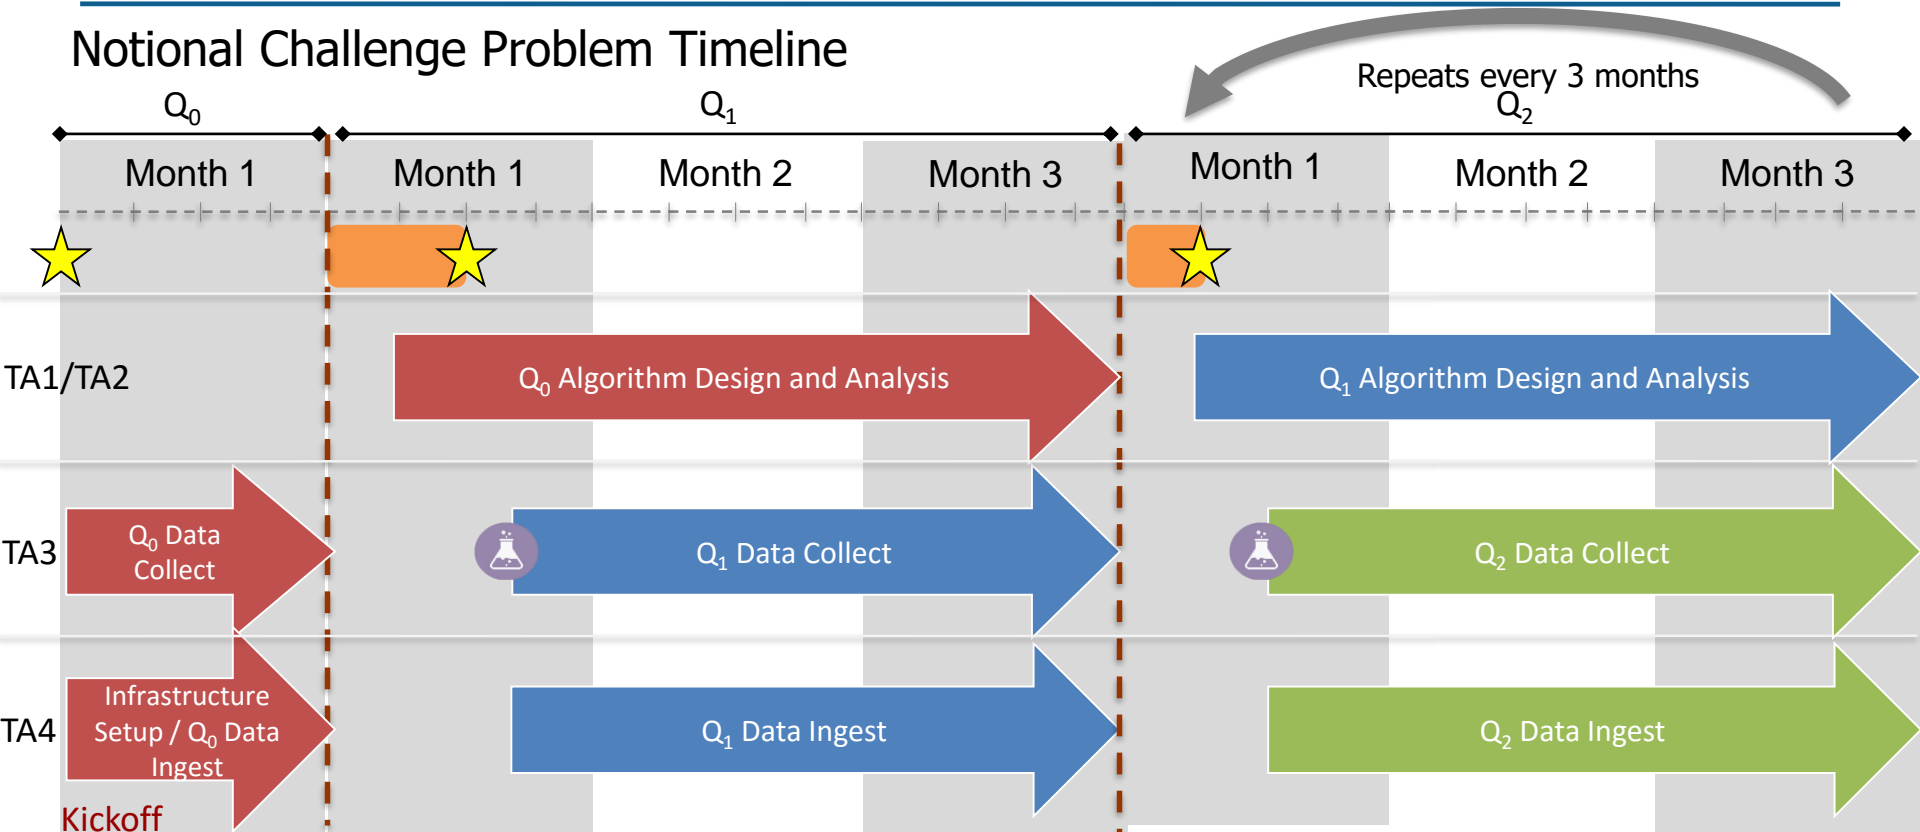 Notional Challenge Problem Timeline
Repeats every 3 months
Q0
Q1
Q2
Month 1
Month 1
Month 2
Month 3
Month 1
Month 2
Month 3
TA1/TA2
Q0 Algorithm Design and Analysis
Q1 Algorithm Design and Analysis
TA3
Q0 Data
Collect
Q1 Data Collect
Q2 Data Collect
TA4
Infrastructure
Setup / Q0 Data
Ingest
Q1 Data Ingest
Q2 Data Ingest
Kickoff